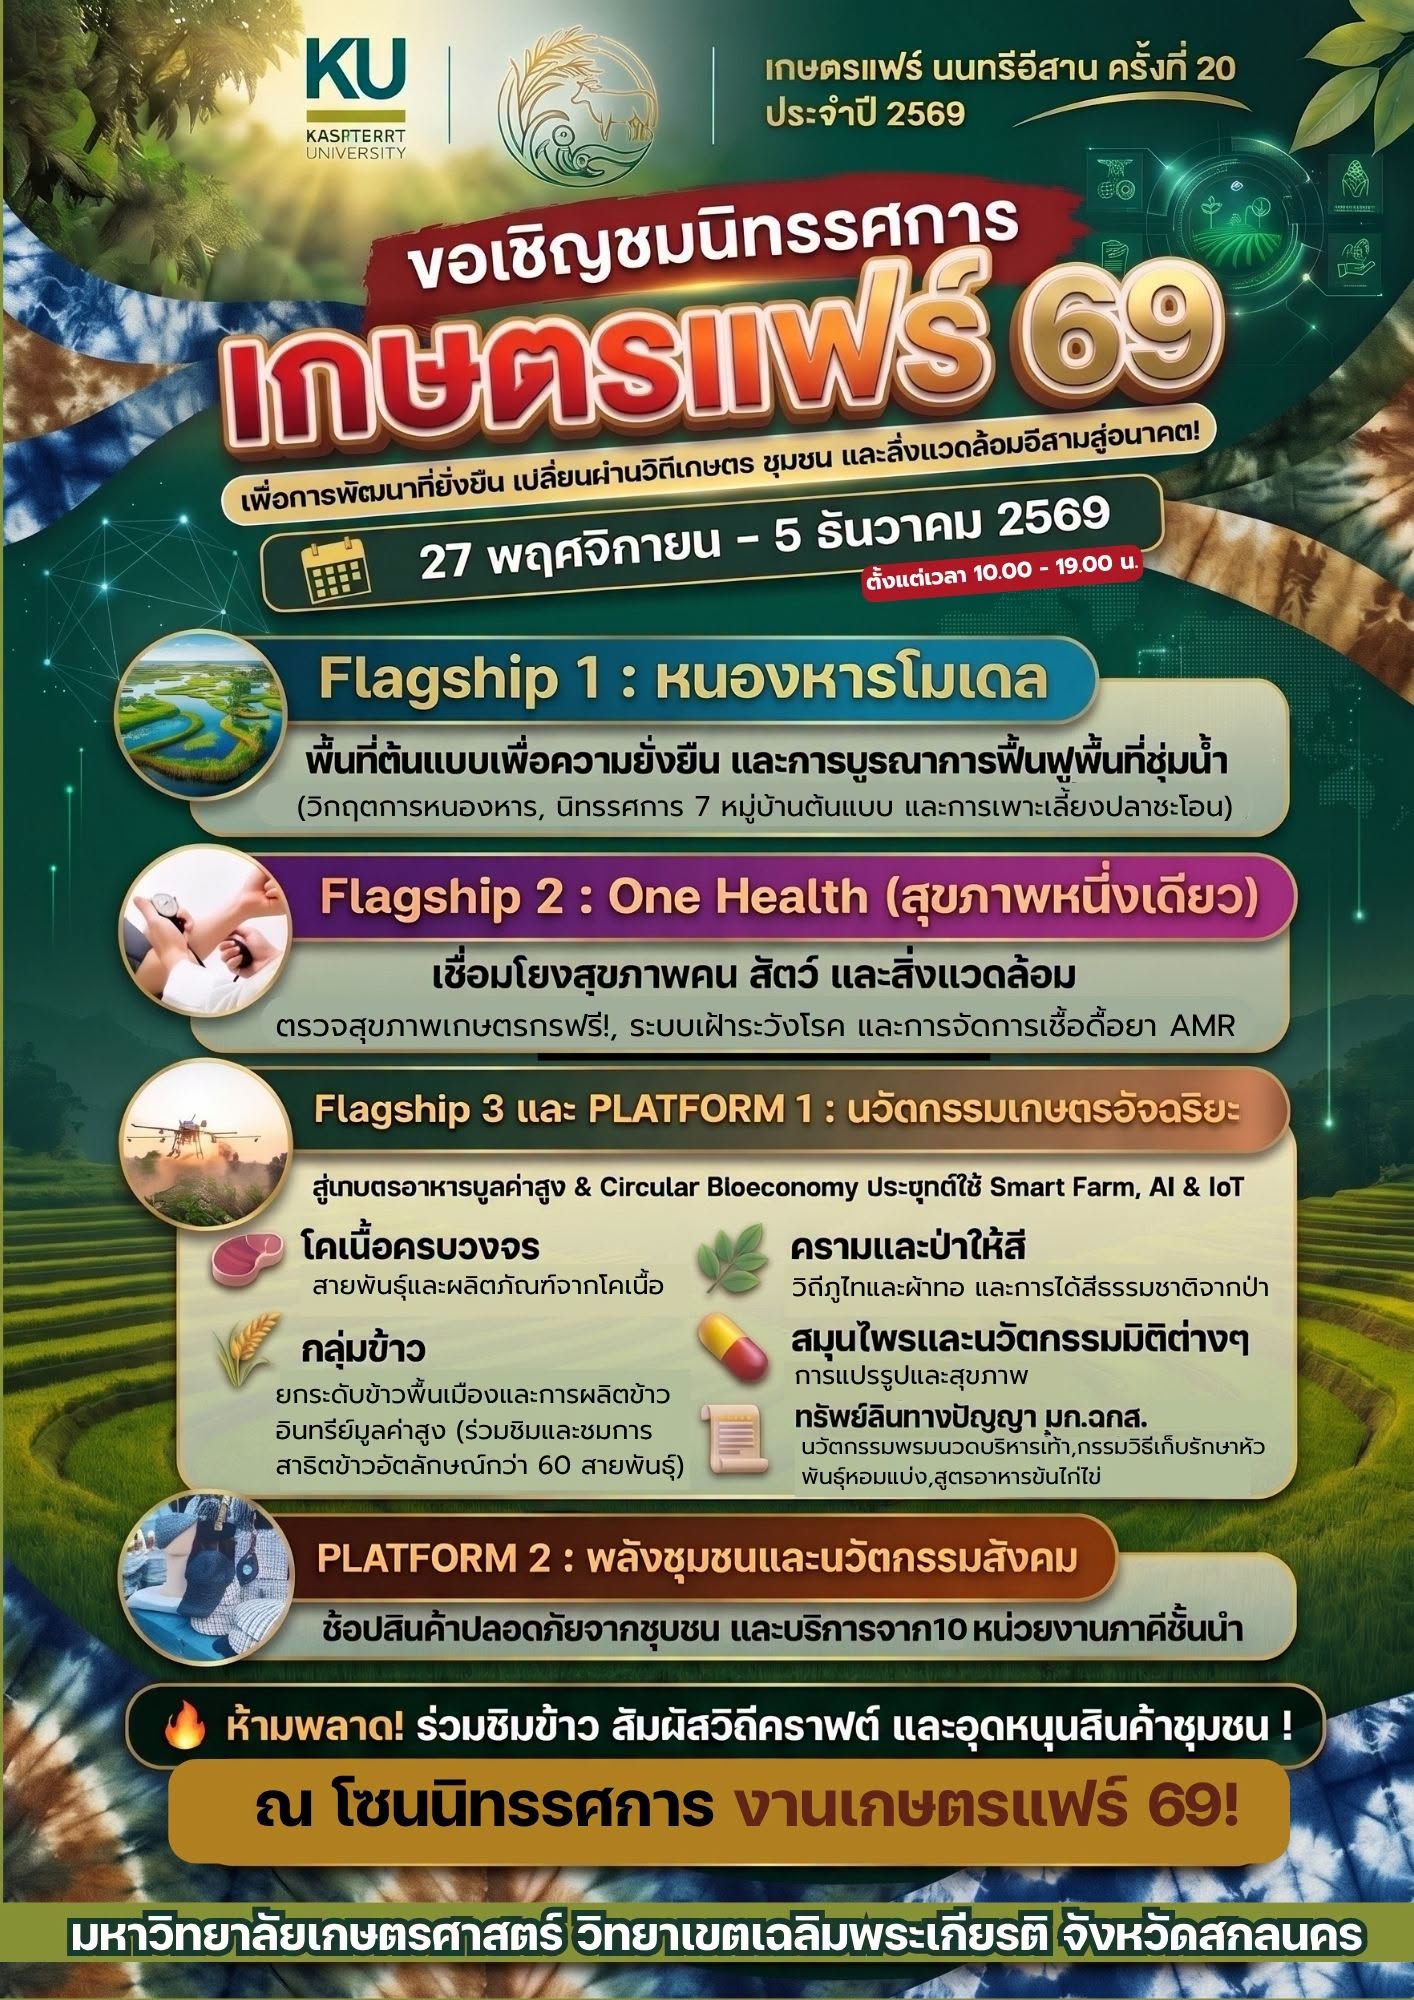 KU
KASPTERRT
UNIVERSITY
เกษตรแฟร์ นนทรีอีสาน ครั้งที่ 20
ประจำปี 2569
ขอเชิญชมนิทรรศการ
เกษตรแฟร์ 69
เพื่อการพัฒนาที่ยั่งยืน เปลี่ยนผ่านวิตีเกษตร ชุมชน และลิ่งแวดล้อมอีสามสู่อนาคต!
27 พฤศจิกายน - 5 ธันวาคม 2569
ตั้งแต่เวลา 10.00 - 19.00 น.
Flagship 1 : หนองหารโมเดล
พื้นที่ต้นแบบเพื่อความยั่งยืน และการบูรณาการฟื้นฟูพื้นที่ชุ่มน้ำ
(วิกฤตการหนองหาร, นิทรรศการ 7 หมู่บ้านต้นแบบ และการเพาะเลี้ยงปลาชะโอน)
Flagship 2 : One Health (สุขภาพหนึ่งเดียว)
เชื่อมโยงสุขภาพคน สัตว์ และสิ่งแวดล้อม
ตรวจสุขภาพเกษตรกรฟรี!, ระบบเฝ้าระวังโรค และการจัดการเชื้อดื้อยา AMR
Flagship 3 และ PLATFORM 1 : นวัตกรรมเกษตรอัจฉริยะ
สู่เกบตรอาหารบูลค่าสูง & Circular Bloeconomy ประยุกต์ใช้ Smart Farm, AI & IoT
โคเนื้อครบวงจร
สายพันธุ์และผลิตภัณฑ์จากโคเนื้อ
ครามและป่าให้สี
วิถีภูไทและผ้าทอ และการได้สีธรรมชาติจากป่า
กลุ่มข้าว
ยกระดับข้าวพื้นเมืองและการผลิตข้าว
อินทรีย์มูลค่าสูง (ร่วมชิมและชมการ
สาธิตข้าวอัตลักษณ์กว่า 60 สายพันธุ์)
สมุนไพรและนวัตกรรมมิติต่างๆ
การแปรรูปและสุขภาพ
ทรัพย์สินทางปัญญา มก.ฉกส.
นวัตกรรมพรมนวดบริหารเท้า,กรรมวิธีเก็บรักษาหัว
พันธุ์หอมแบ่ง,สูตรอาหารข้นไก่ไข่
PLATFORM 2 : พลังชุมชนและนวัตกรรมสังคม
ช้อปสินค้าปลอดภัยจากชุบชน และบริการจาก10 หน่วยงานภาคีชั้นนำ
ห้ามพลาด! ร่วมชิมข้าว สัมผัสวิถีคราฟต์ และอุดหนุนสินค้าชุมชน !
ณ โซนนิทรรศการ งานเกษตรแฟร์ 69!
มหาวิทยาลัยเกษตรศาสตร์ วิทยาเขตเฉลิมพระเกียรติ จังหวัดสกลนคร